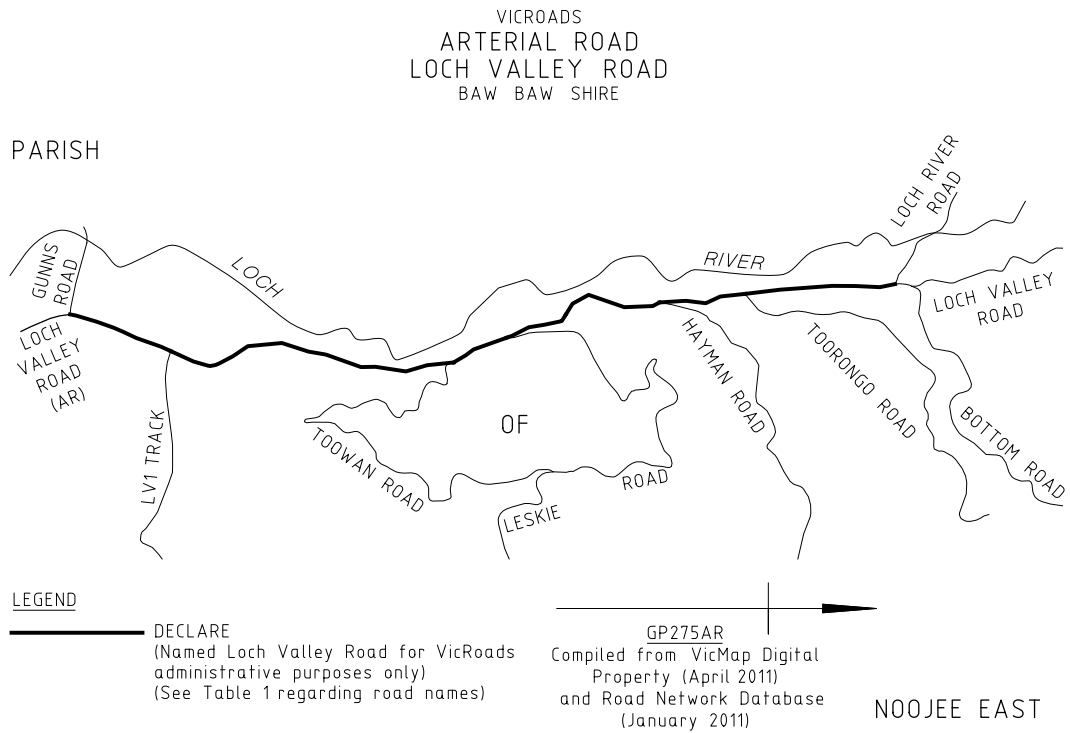 VICROADS
ARTERIAL ROAD
LOCH VALLEY ROAD
BAW BAW SHIRE
PARISH
LOCH RIVER
ROAD
GUNNS
ROAD
LOCH
RIVER
LOCH VALLEY
ROAD
LOCH
VALLEY
ROAD
(AR)
HAYMAN ROAD
TOORONGO ROAD
LV1 TRACK
OF
TOOWAN ROAD
BOTTOM ROAD
LESKIE
ROAD
LEGEND
DECLARE
(Named Loch Valley Road for VicRoads
administrative purposes only)
(See Table 1 regarding road names)
GP275AR
Compiled from VicMap Digital
Property (April 2011)
and Road Network Database
(January 2011)
NOOJEE EAST